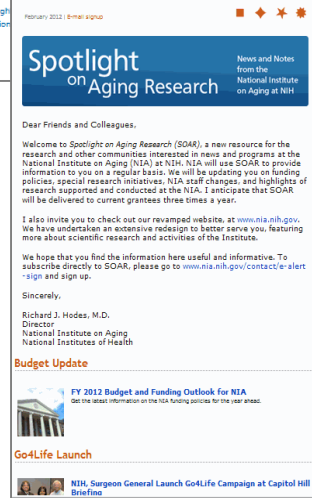 gh
ion
February 2012 | E-mail signup
Spotlight
on Aging Research
News and Notes
from the
National Institute
on Aging at NIH
Dear Friends and Colleagues,
Welcome to Spotlight on Aging Research (SOAR), a new resource for the
research and other communities interested in news and programs at the
National Institute on Aging (NIA) at NIH. NIA will use SOAR to provide
information to you on a regular basis. We will be updating you on funding
policies, special research initiatives, NIA staff changes, and highlights of
research supported and conducted at the NIA. I anticipate that SOAR
will be delivered to current grantees three times a year.
I also invite you to check out our revamped website, at www.nia.nih.gov.
We have undertaken an extensive redesign to better serve you, featuring
more about scientific research and activities of the Institute.
We hope that you find the information here useful and informative. To
subscribe directly to SOAR, please go to www.nia.nih.gov/contact/e-alert
-sign and sign up.
Sincerely,
Richard J. Hodes, M.D.
Director
National Institute on Aging
National Institutes of Health
Budget Update
FY 2012 Budget and Funding Outlook for NIA
Get the latest information on the NIA funding policies for the year ahead.
Go4Life Launch
NIH, Surgeon General Launch Go4Life Campaign at Capitol Hill
Briefing